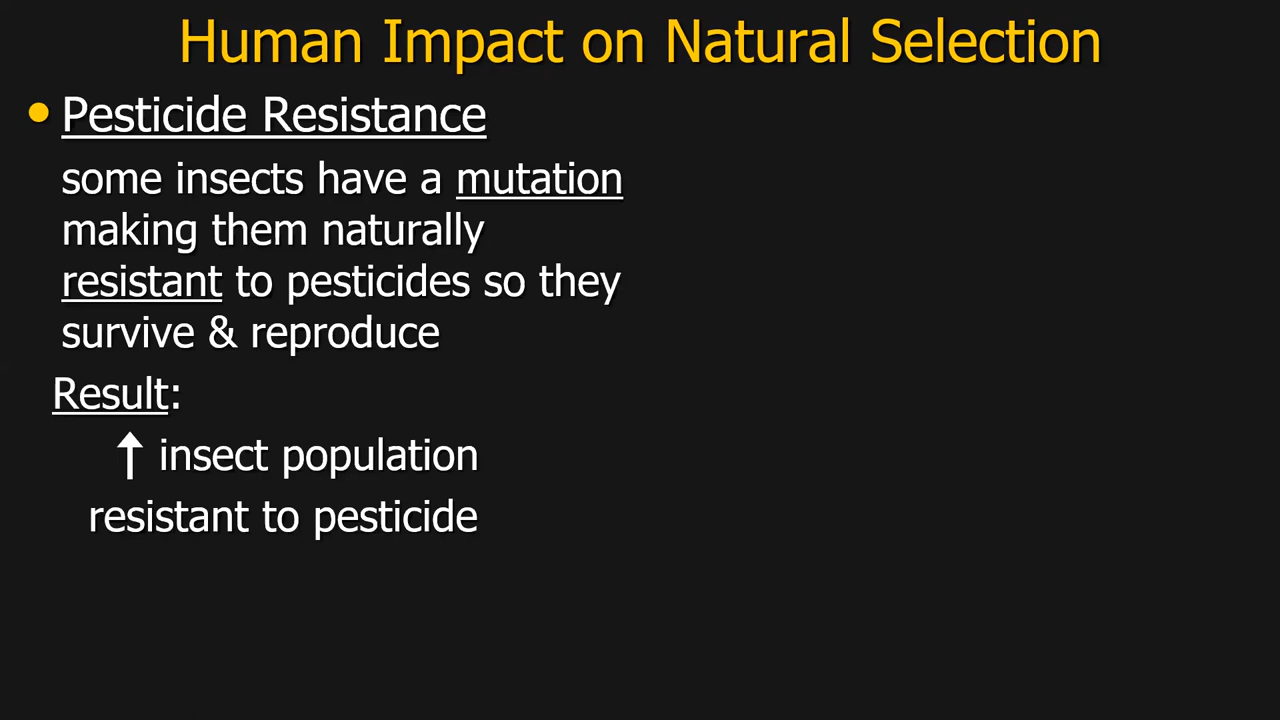 Human Impact on Natural Selection
• Pesticide Resistance
some insects have a mutation
making them naturally
resistant to pesticides so they
survive & reproduce
Result:
↑ insect population
resistant to pesticide